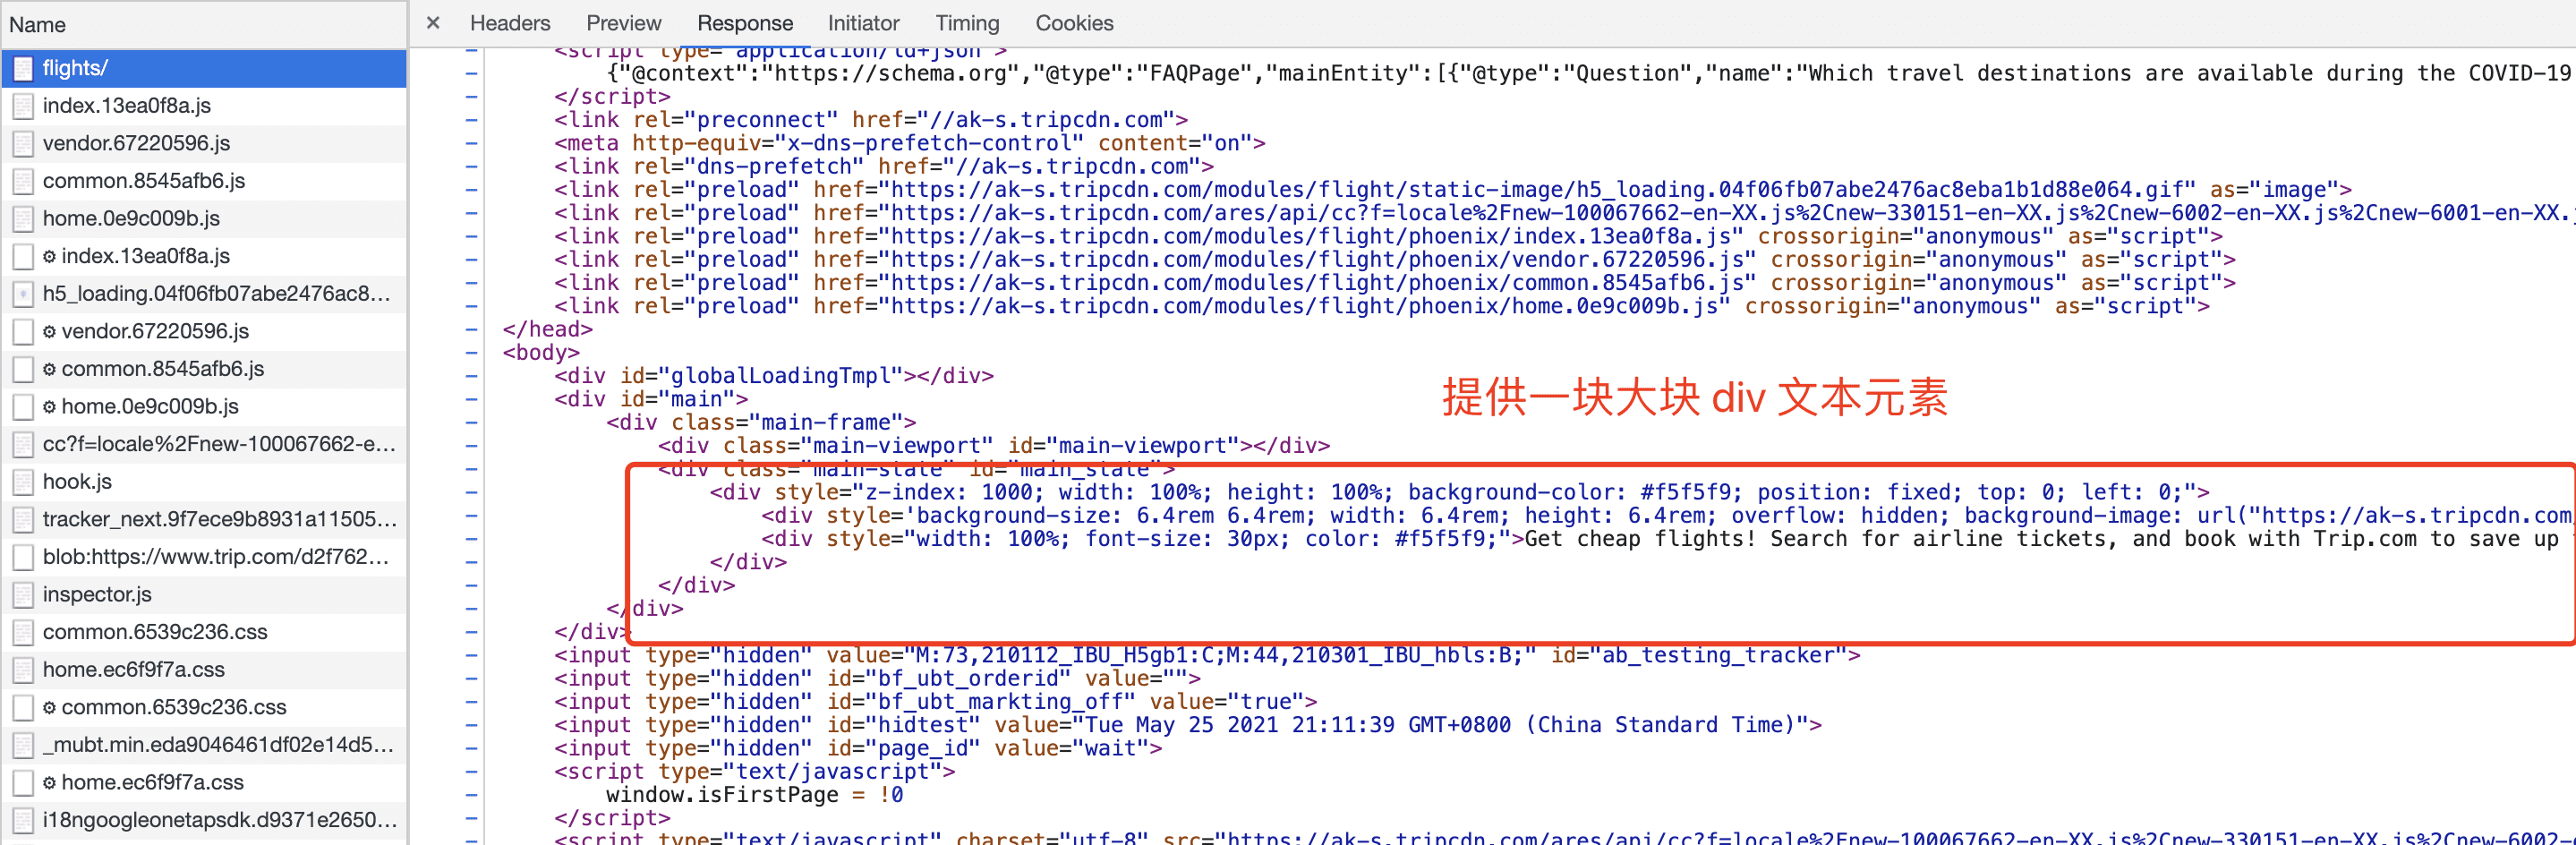 Name
flights/
index.13ea0f8a.js
vendor.67220596.js
common.8545afb6.js
home.0e9c009b.js
index.13ea0f8a.js
h5_loading.04f06fb07abe2476ac8...
vendor.67220596.js
common.8545afb6.js
home.0e9c009b.js
cc?f=locale%2Fnew-100067662-e...
hook.js
tracker_next.9f7ece9b8931a11505...
blob:https://www.trip.com/d2f762...
inspector.js
common.6539c236.css
home.ec6f9f7a.css
common.6539c236.css
_mubt.min.eda9046461df02e14d5...
home.ec6f9f7a.css
i18ngoogleonetapsdk.d9371e2650...
× Headers Preview Response Initiator Timing Cookies
<script type="application/ld+json">
{"@context":"https://schema.org","@type":"FAQPage","mainEntity":[{"@type":"Question","name":"Which travel destinations are available during the COVID-19
</script>
<link rel="preconnect" href="//ak-s.tripcdn.com">
<meta http-equiv="x-dns-prefetch-control" content="on">
<link rel="dns-prefetch" href="//ak-s.tripcdn.com">
<link rel="preload" href="https://ak-s.tripcdn.com/modules/flight/static-image/h5_loading.04f06fb07abe2476ac8eba1b1d88e064.gif" as="image">
<link rel="preload" href="https://ak-s.tripcdn.com/ares/api/cc?f=locale%2Fnew-100067662-en-XX.js%2Cnew-330151-en-XX.js%2Cnew-6002-en-XX.js%2Cnew-6001-en-XX.
<link rel="preload" href="https://ak-s.tripcdn.com/modules/flight/phoenix/index.13ea0f8a.js" crossorigin="anonymous" as="script">
<link rel="preload" href="https://ak-s.tripcdn.com/modules/flight/phoenix/vendor.67220596.js" crossorigin="anonymous" as="script">
<link rel="preload" href="https://ak-s.tripcdn.com/modules/flight/phoenix/common.8545afb6.js" crossorigin="anonymous" as="script">
<link rel="preload" href="https://ak-s.tripcdn.com/modules/flight/phoenix/home.0e9c009b.js" crossorigin="anonymous" as="script">
</head>
<body>
<div id="globalLoadingTmpl"></div>
<div id="main">
提供一块大块 div 文本元素
<div class="main-frame">
<div class="main-viewport" id="main-viewport"></div>
<div class="main-state" id="main_state">
<div style="z-index: 1000; width: 100%; height: 100%; background-color: #f5f5f9; position: fixed; top: 0; left: 0;">
<div style='background-size: 6.4rem 6.4rem; width: 6.4rem; height: 6.4rem; overflow: hidden; background-image: url("https://ak-s.tripcdn.com
<div style="width: 100%; font-size: 30px; color: #f5f5f9;">Get cheap flights! Search for airline tickets, and book with Trip.com to save up
</div>
</div>
</div>
</div>
<input type="hidden" value="M:73,210112_IBU_H5gb1:C;M:44,210301_IBU_hbls:B;" id="ab_testing_tracker">
<input type="hidden" id="bf_ubt_orderid" value="">
<input type="hidden" id="bf_ubt_markting_off" value="true">
<input type="hidden" id="hidtest" value="Tue May 25 2021 21:11:39 GMT+0800 (China Standard Time)">
<input type="hidden" id="page_id" value="wait">
<script type="text/javascript">
window.isFirstPage = !0
</script>
<script type="text/javascript" charset="utf-8" src="https://ak-s.tripcdn.com/ares/api/cc?f=locale%2Fnew-100067662-en-XX.js%2Cnew-330151-en-XX.js%2Cnew-6002-